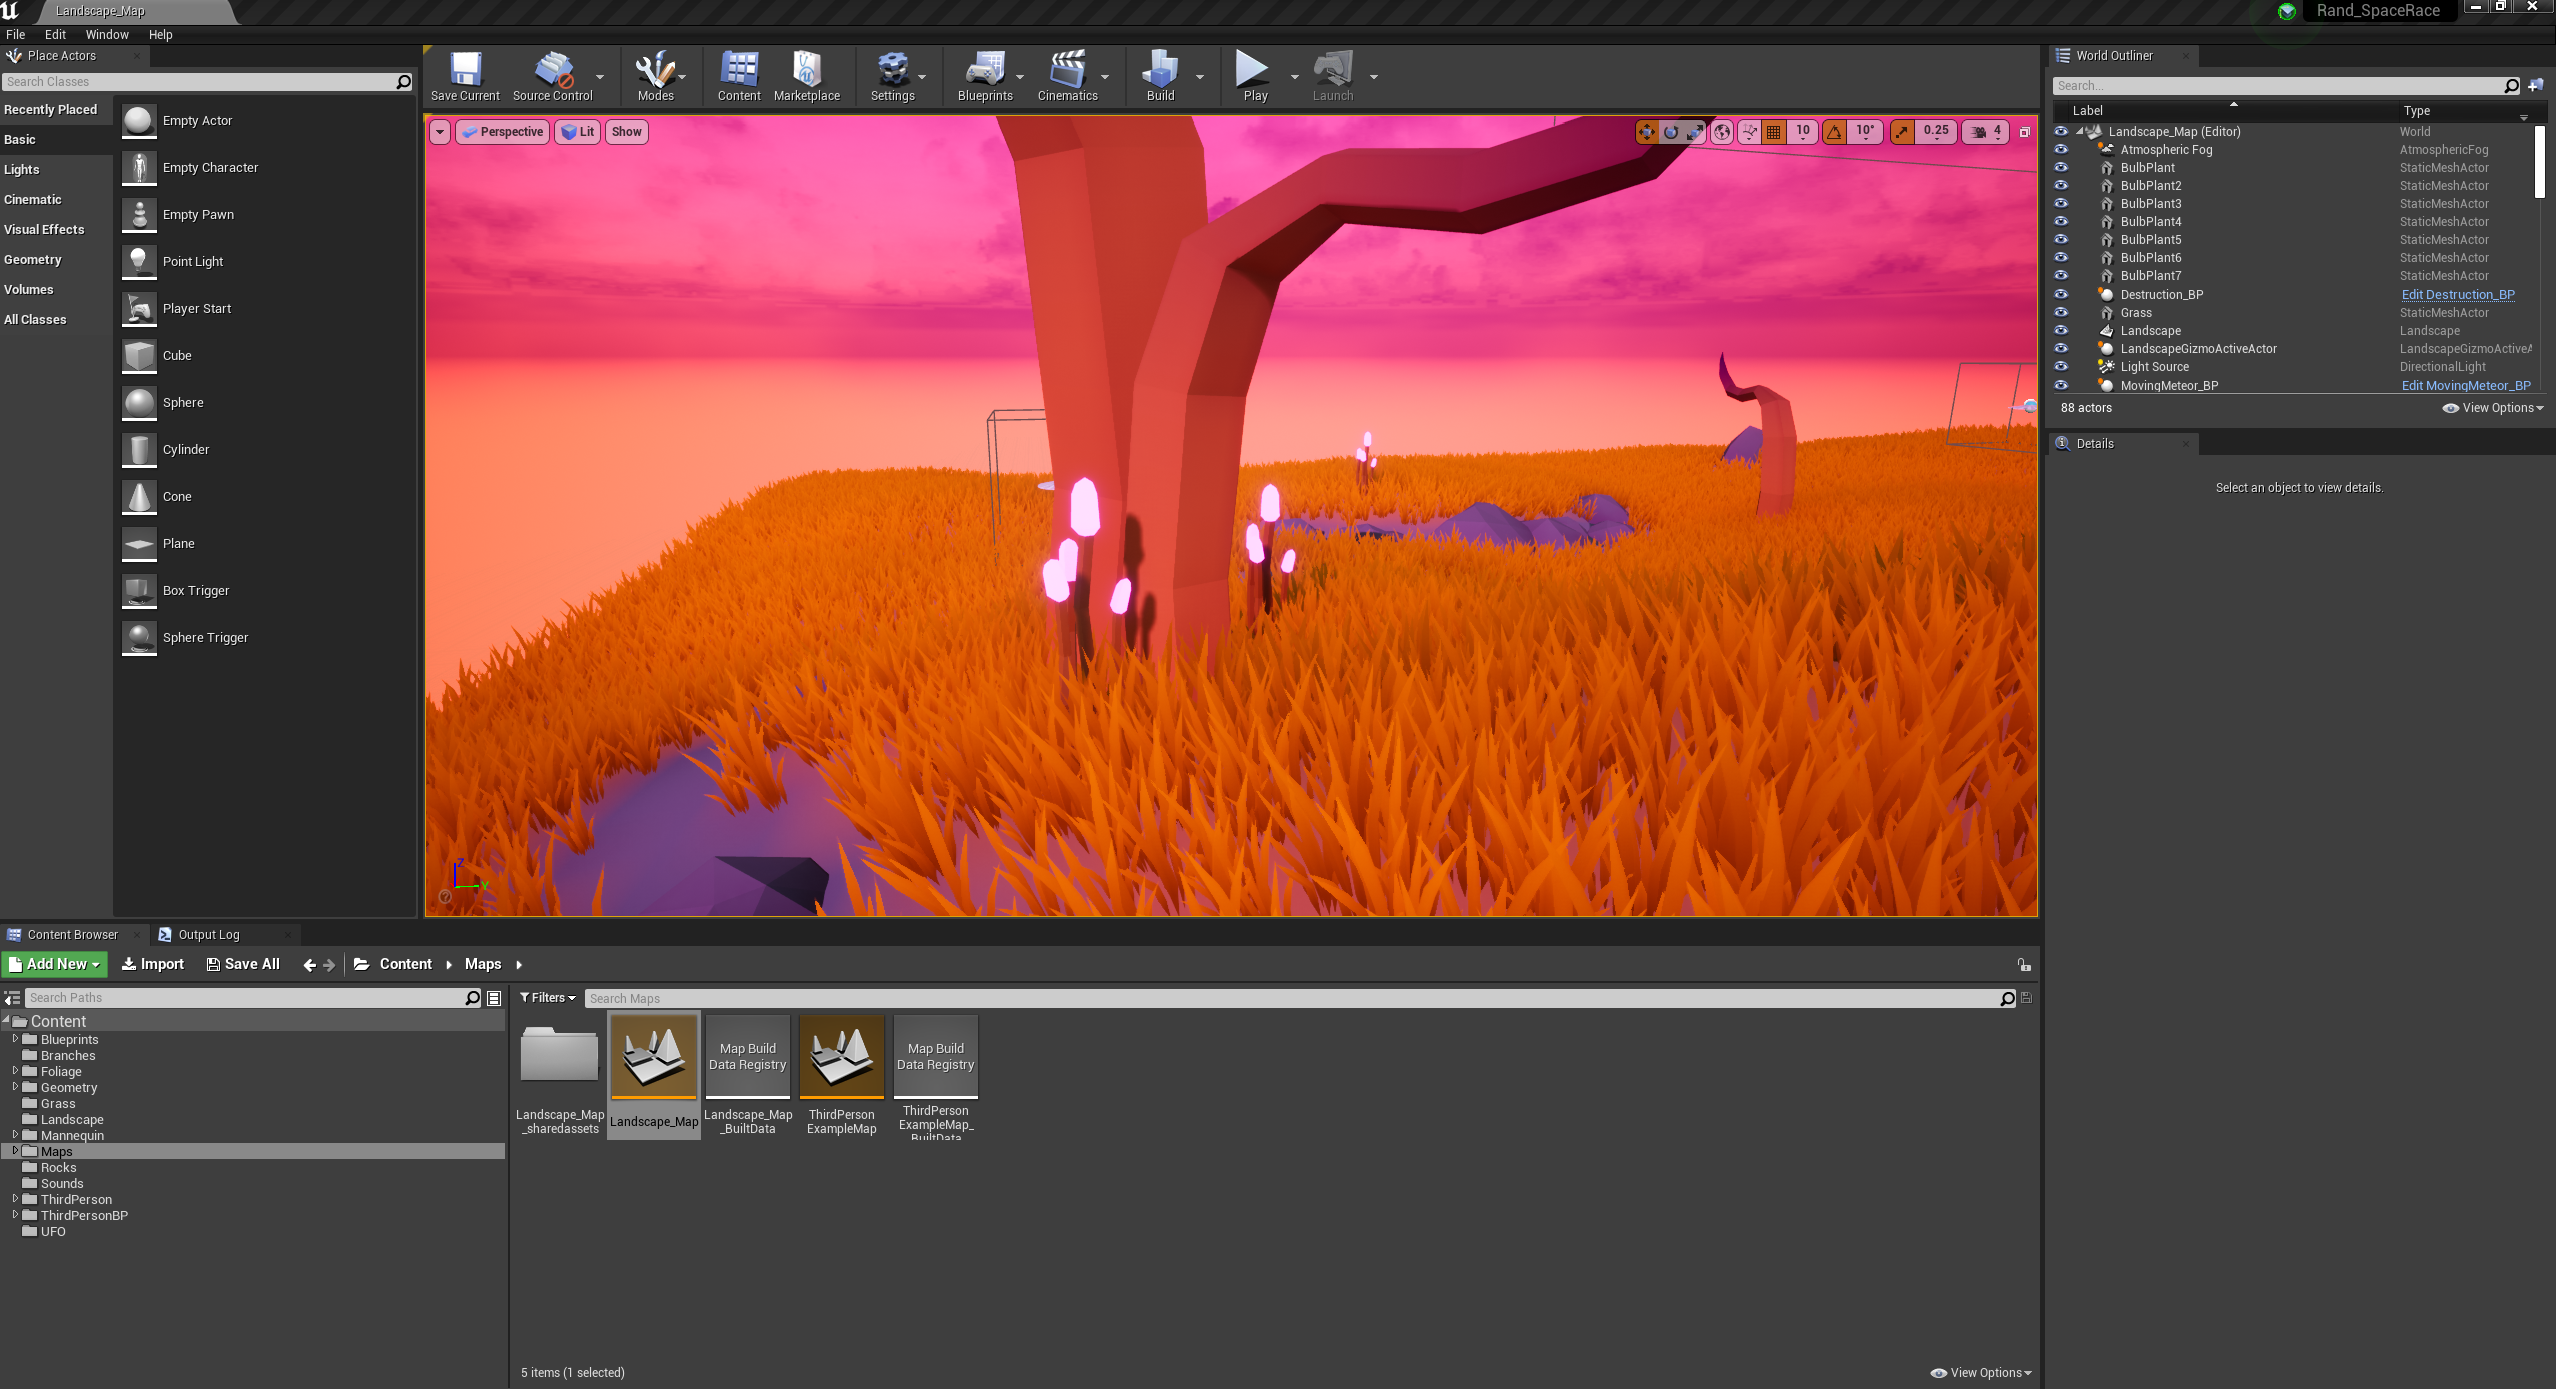 Landscape_Map
Rand_SpaceRace
File Edit Window Help
Place Actors
Search Classes
Recently Placed
Basic
Lights
Cinematic
Visual Effects
Geometry
Volumes
All Classes
Empty Actor
Empty Character
Empty Pawn
Point Light
Player Start
Cube
Sphere
Cylinder
Cone
Plane
Box Trigger
Sphere Trigger
Save Current Source Control Modes Content Marketplace Settings Blueprints Cinematics Build Play Launch
Perspective Lit Show
10 10° 0.25 4
Z
Y
World Outliner
Search...
Label Type
Landscape_Map (Editor) World
Atmospheric Fog AtmosphericFog
BulbPlant StaticMeshActor
BulbPlant2 StaticMeshActor
BulbPlant3 StaticMeshActor
BulbPlant4 StaticMeshActor
BulbPlant5 StaticMeshActor
BulbPlant6 StaticMeshActor
BulbPlant7 StaticMeshActor
Destruction_BP Edit Destruction_BP
Grass StaticMeshActor
Landscape Landscape
LandscapeGizmoActiveActor LandscapeGizmoActiveA
Light Source DirectionalLight
MovingMeteor_BP Edit MovingMeteor_BP
88 actors View Options
Details
Select an object to view details.
Content Browser Output Log
Add New Import Save All Content Maps
Search Paths
Content
Blueprints
Branches
Foliage
Geometry
Grass
Landscape
Mannequin
Maps
Rocks
Sounds
ThirdPerson
ThirdPersonBP
UFO
Filters Search Maps
Landscape_Map
_sharedassets
Landscape_Map
Map Build
Data Registry
Landscape_Map
_BuiltData
ThirdPerson
ExampleMap
Map Build
Data Registry
ThirdPerson
ExampleMap_
BuiltData
5 items (1 selected) View Options